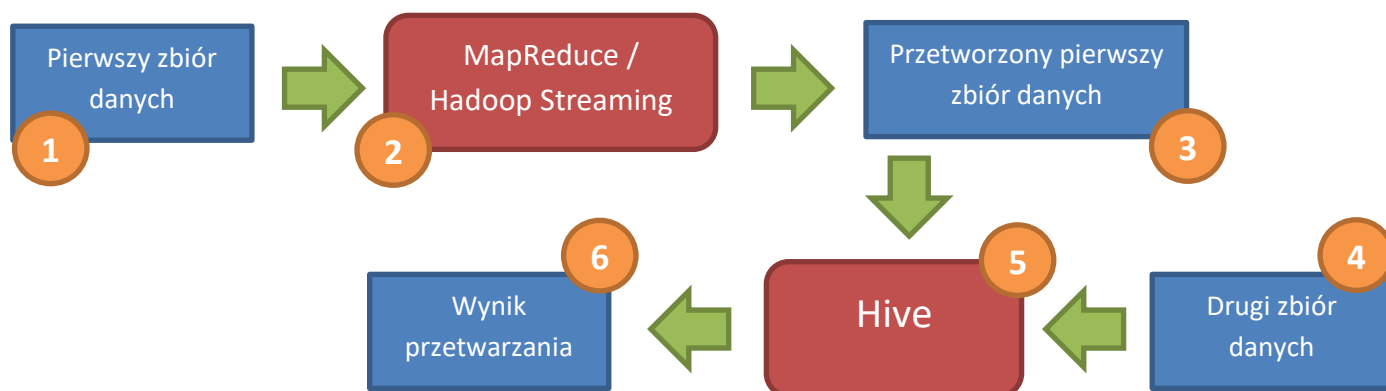 Pierwszy zbiór
danych
1
MapReduce /
Hadoop Streaming
2
Przetworzony pierwszy
zbiór danych
3
Drugi zbiór
danych
4
Hive
5
Wynik
przetwarzania
6